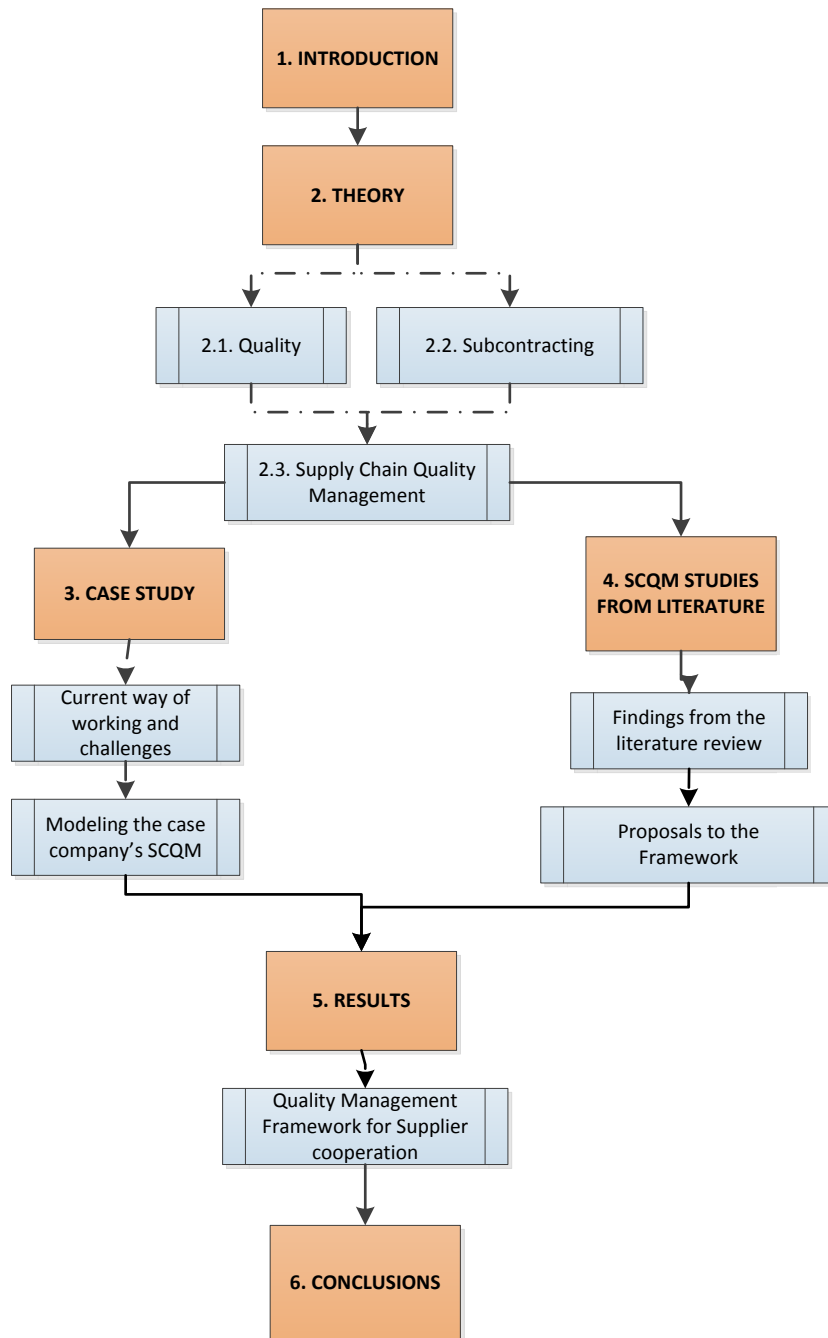 1. INTRODUCTION
2. THEORY
2.1. Quality
2.2. Subcontracting
2.3. Supply Chain Quality
Management
3. CASE STUDY
4. SCQM STUDIES
FROM LITERATURE
Current way of
working and
challenges
Findings from the
literature review
Modeling the case
company's SCQM
Proposals to the
Framework
5. RESULTS
Quality Management
Framework for Supplier
cooperation
6. CONCLUSIONS